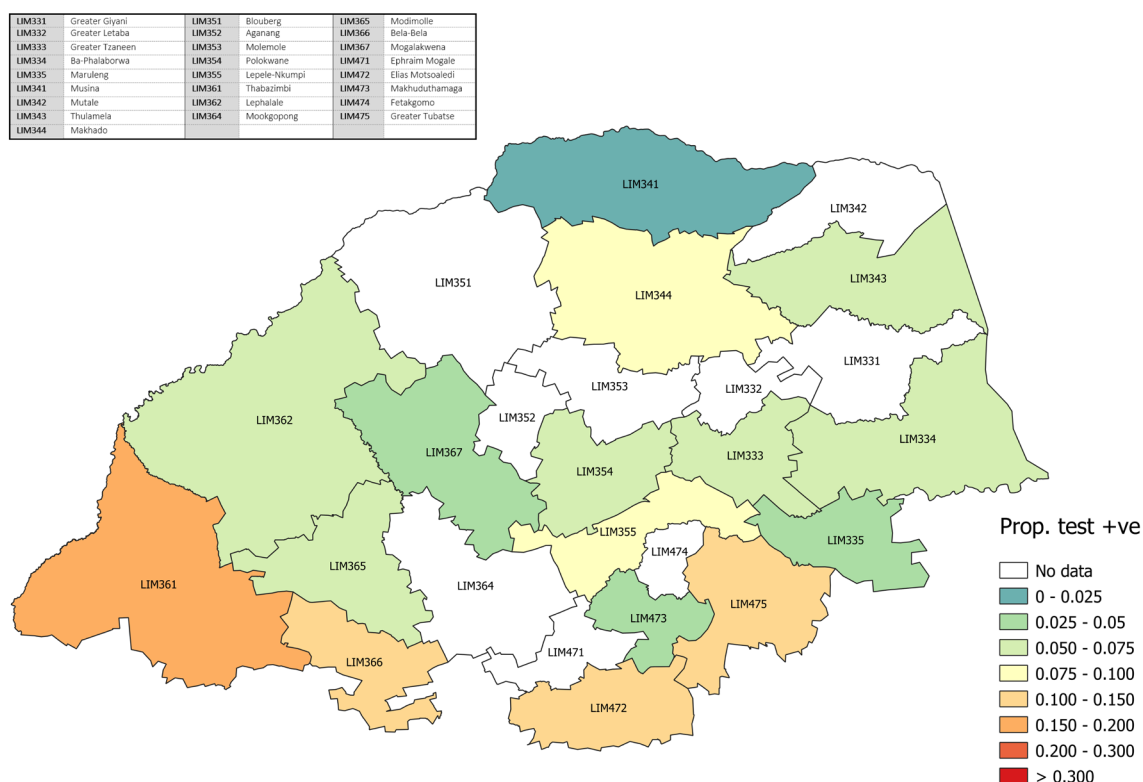 LIM331 Greater Giyani LIM351 Blouberg LIM365 Modimolle
LIM332 Greater Letaba LIM352 Aganang LIM366 Bela-Bela
LIM333 Greater Tzaneen LIM353 Molemole LIM367 Mogalakwena
LIM334 Ba-Phalaborwa LIM354 Polokwane LIM471 Ephraim Mogale
LIM335 Maruleng LIM355 Lepele-Nkumpi LIM472 Elias Motsoaledi
LIM341 Musina LIM361 Thabazimbi LIM473 Makhuduthamaga
LIM342 Mutale LIM362 Lephalale LIM474 Fetakgomo
LIM343 Thulamela LIM364 Mookgopong LIM475 Greater Tubatse
LIM344 Makhado
LIM341
LIM342
LIM343
LIM351
LIM344
LIM331
LIM353
LIM332
LIM352
LIM362
LIM334
LIM367
LIM333
LIM354
LIM355
LIM335
LIM474
LIM365
LIM361
LIM364
LIM475
LIM473
LIM471
LIM366
LIM472
Prop. test +ve
No data
0 - 0.025
0.025 - 0.05
0.050 - 0.075
0.075 - 0.100
0.100 - 0.150
0.150 - 0.200
0.200 - 0.300
> 0.300